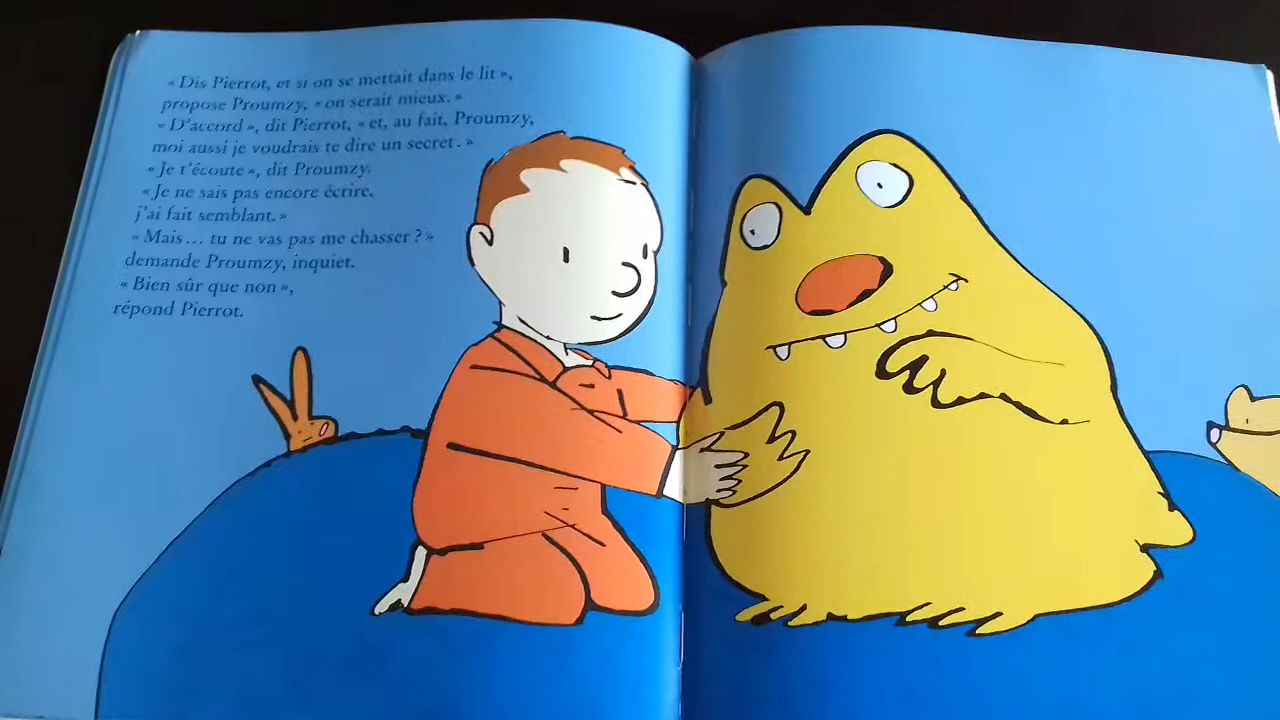 « Dis Pierrot, et si on se mettait dans le lit »,
propose Proumzy, « on serait mieux. »
« D'accord », dit Pierrot, « et, au fait, Proumzy,
moi aussi je voudrais te dire un secret. »
« Je t'écoute », dit Proumzy.
« Je ne sais pas encore écrire,
j'ai fait semblant. »
« Mais... tu ne vas pas me chasser ? »
demande Proumzy, inquiet.
« Bien sûr que non »,
répond Pierrot.